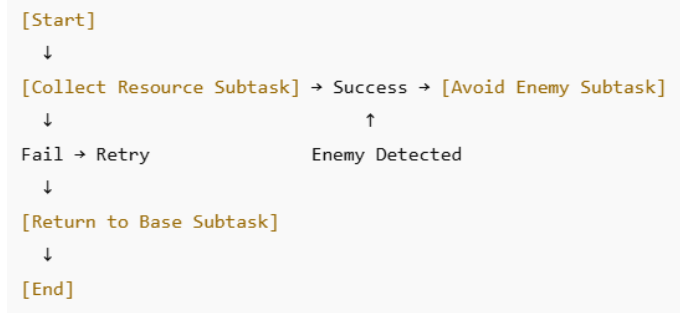 [Start]
↓
[Collect Resource Subtask] → Success → [Avoid Enemy Subtask]
↓ ↑
Fail → Retry Enemy Detected
↓
[Return to Base Subtask]
↓
[End]